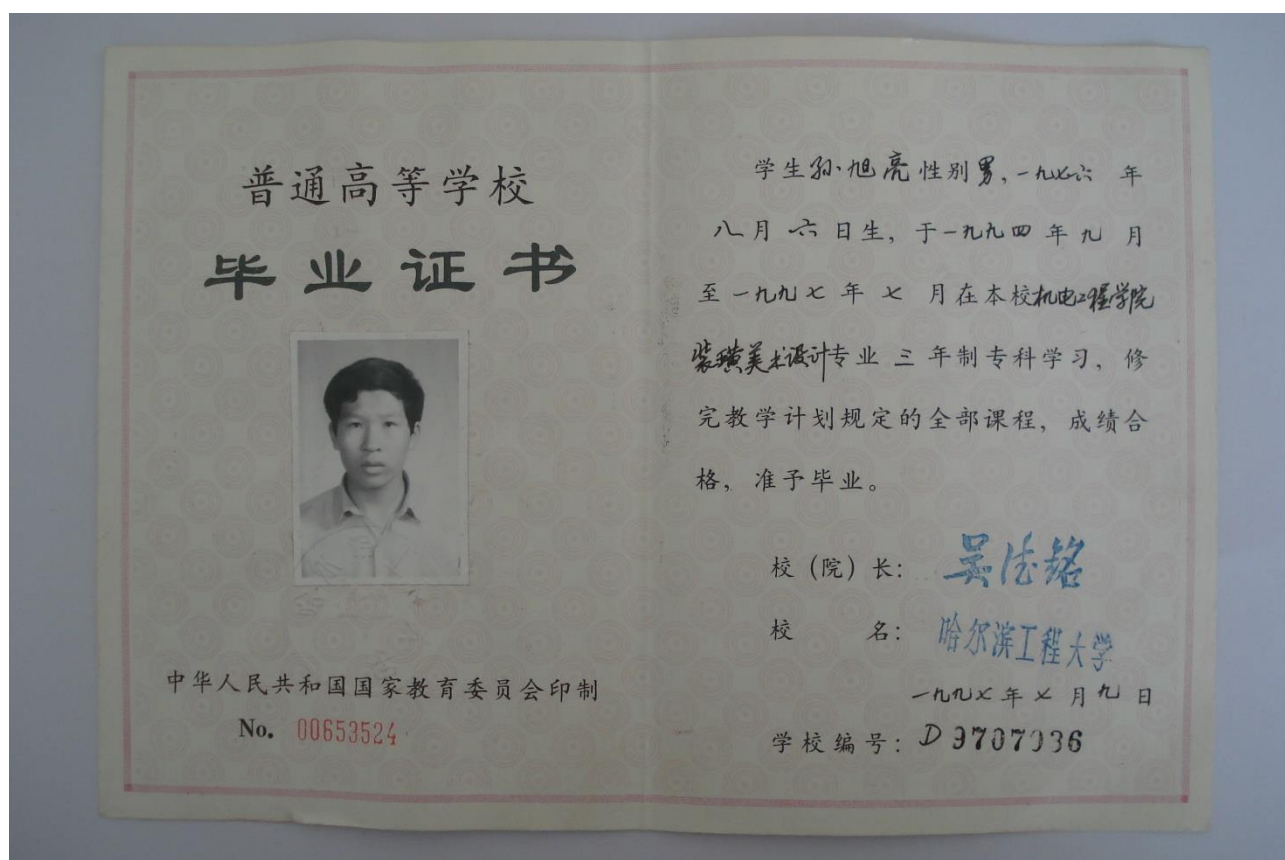 普通高等学校
毕业证书
中华人民共和国国家教育委员会印制
No. 00653524
学生孙旭亮性别男,一九七六 年
八月 六 日生, 于一九九四 年 九 月
至 一九九七 年 七 月在本校机电工程学院
装璜美术设计专业 三 年制专科学习, 修
完教学计划规定的全部课程, 成绩合
格, 准予毕业。
校 (院) 长: 吴德铭
校 名: 哈尔滨工程大学
一九九七 年 七 月 九 日
学校编号: D 9707036